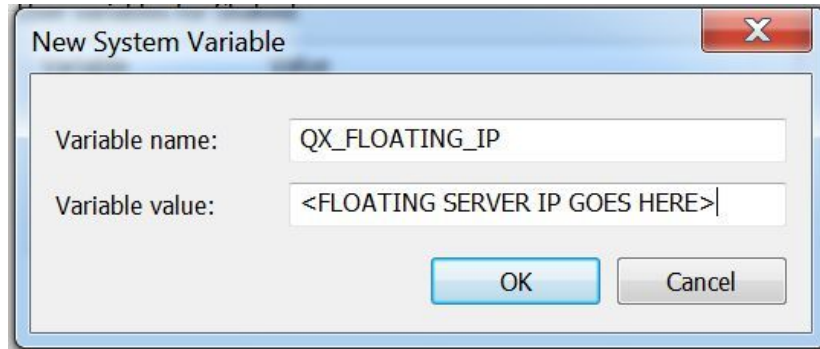 New System Variable
Variable name: QX_FLOATING_IP
Variable value: <FLOATING SERVER IP GOES HERE>
OK Cancel